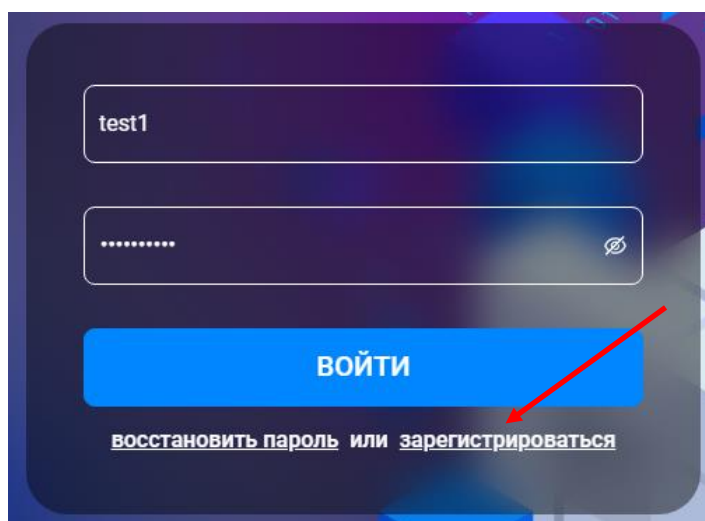 test1
••••••••••
ВОЙТИ
восстановить пароль или зарегистрироваться